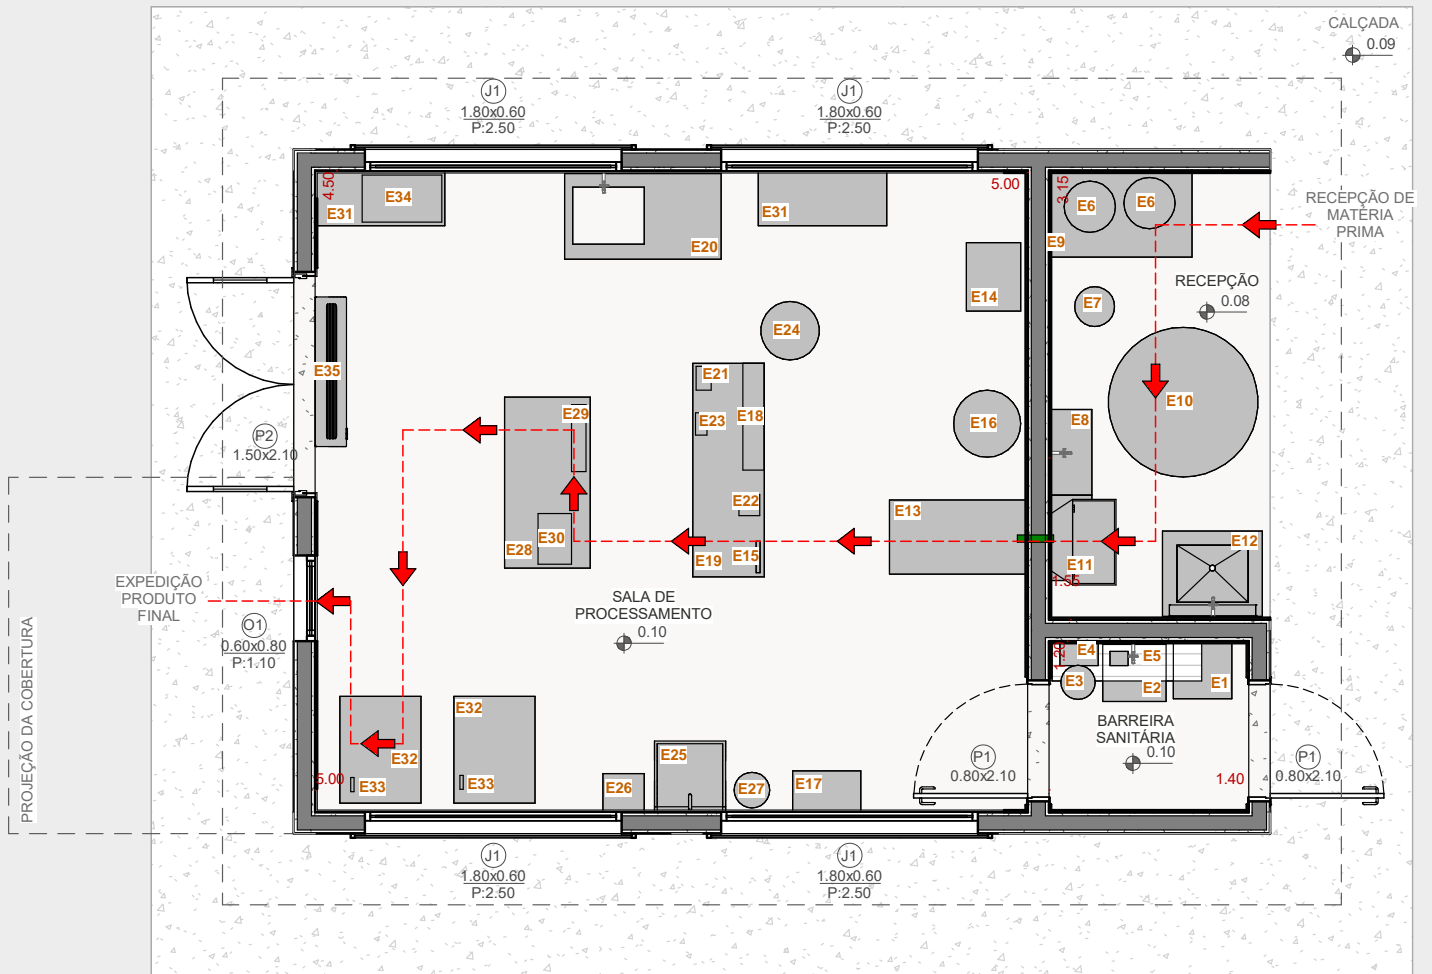 CALÇADA
0.09
J1
1.80x0.60
P:2.50
J1
1.80x0.60
P:2.50
4.50
E34
E31
E20
E31
5.00
E14
3.15
E6
E6
E9
RECEPÇÃO DE
MATÉRIA
PRIMA
RECEPÇÃO
0.08
E7
E24
E35
E21
E18
E23
E29
E16
E8
E10
P2
1.50x2.10
E22
E13
E28
E30
E19
E15
E11
1.55
E12
EXPEDIÇÃO
PRODUTO
FINAL
O1
0.60x0.80
P:1.10
PROJEÇÃO DA COBERTURA
SALA DE
PROCESSAMENTO
0.10
1.20
E4
E5
E3
E2
E1
BARREIRA
SANITÁRIA
0.10
P1
0.80x2.10
P1
0.80x2.10
1.40
E32
E32
E33
E33
5.00
E25
E26
E27
E17
J1
1.80x0.60
P:2.50
J1
1.80x0.60
P:2.50